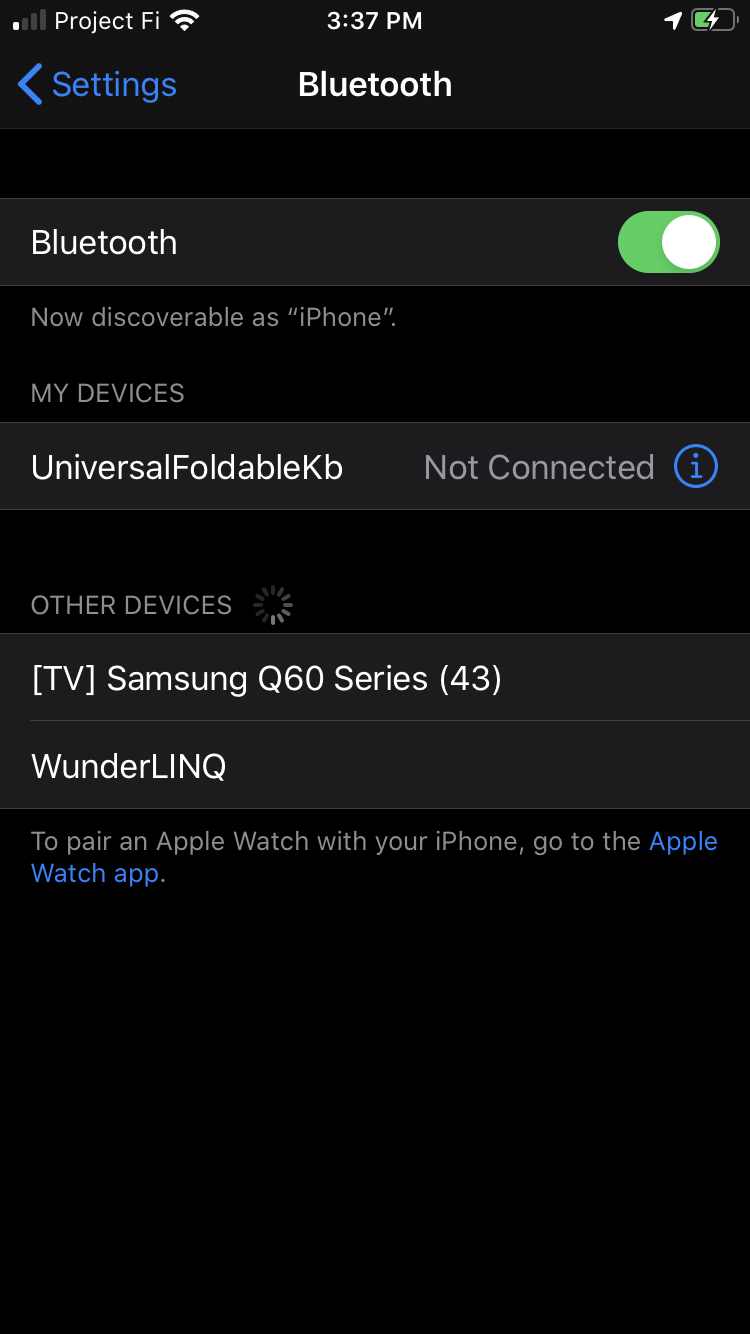 Project Fi 3:37 PM
Settings Bluetooth
Bluetooth
Now discoverable as “iPhone”.
MY DEVICES
UniversalFoldableKb Not Connected i
OTHER DEVICES
[TV] Samsung Q60 Series (43)
WunderLINQ
To pair an Apple Watch with your iPhone, go to the Apple
Watch app.